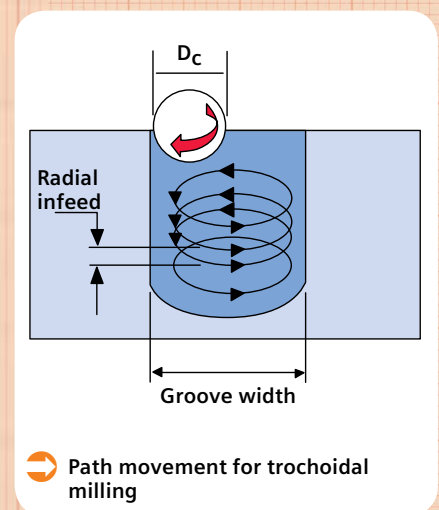 DC
Radial
infeed
Groove width
Path movement for trochoidal
milling